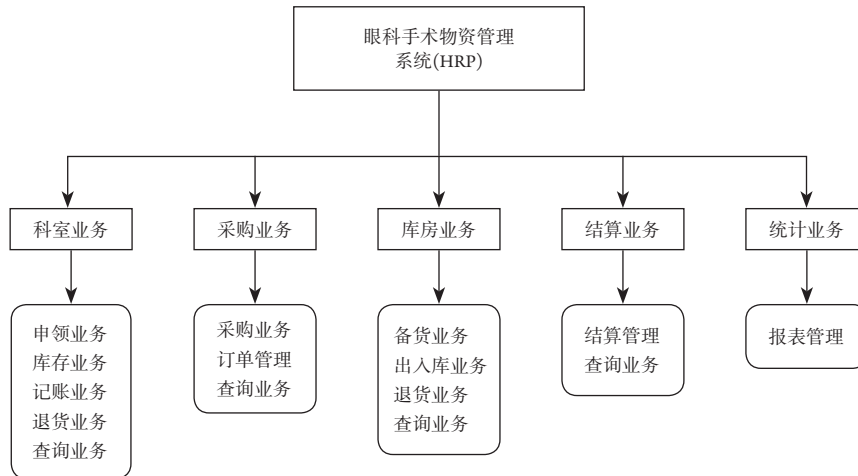 眼科手术物资管理
系统(HRP)
科室业务
采购业务
库房业务
结算业务
统计业务
申领业务
库存业务
记账业务
退货业务
查询业务
采购业务
订单管理
查询业务
备货业务
出入库业务
退货业务
查询业务
结算管理
查询业务
报表管理